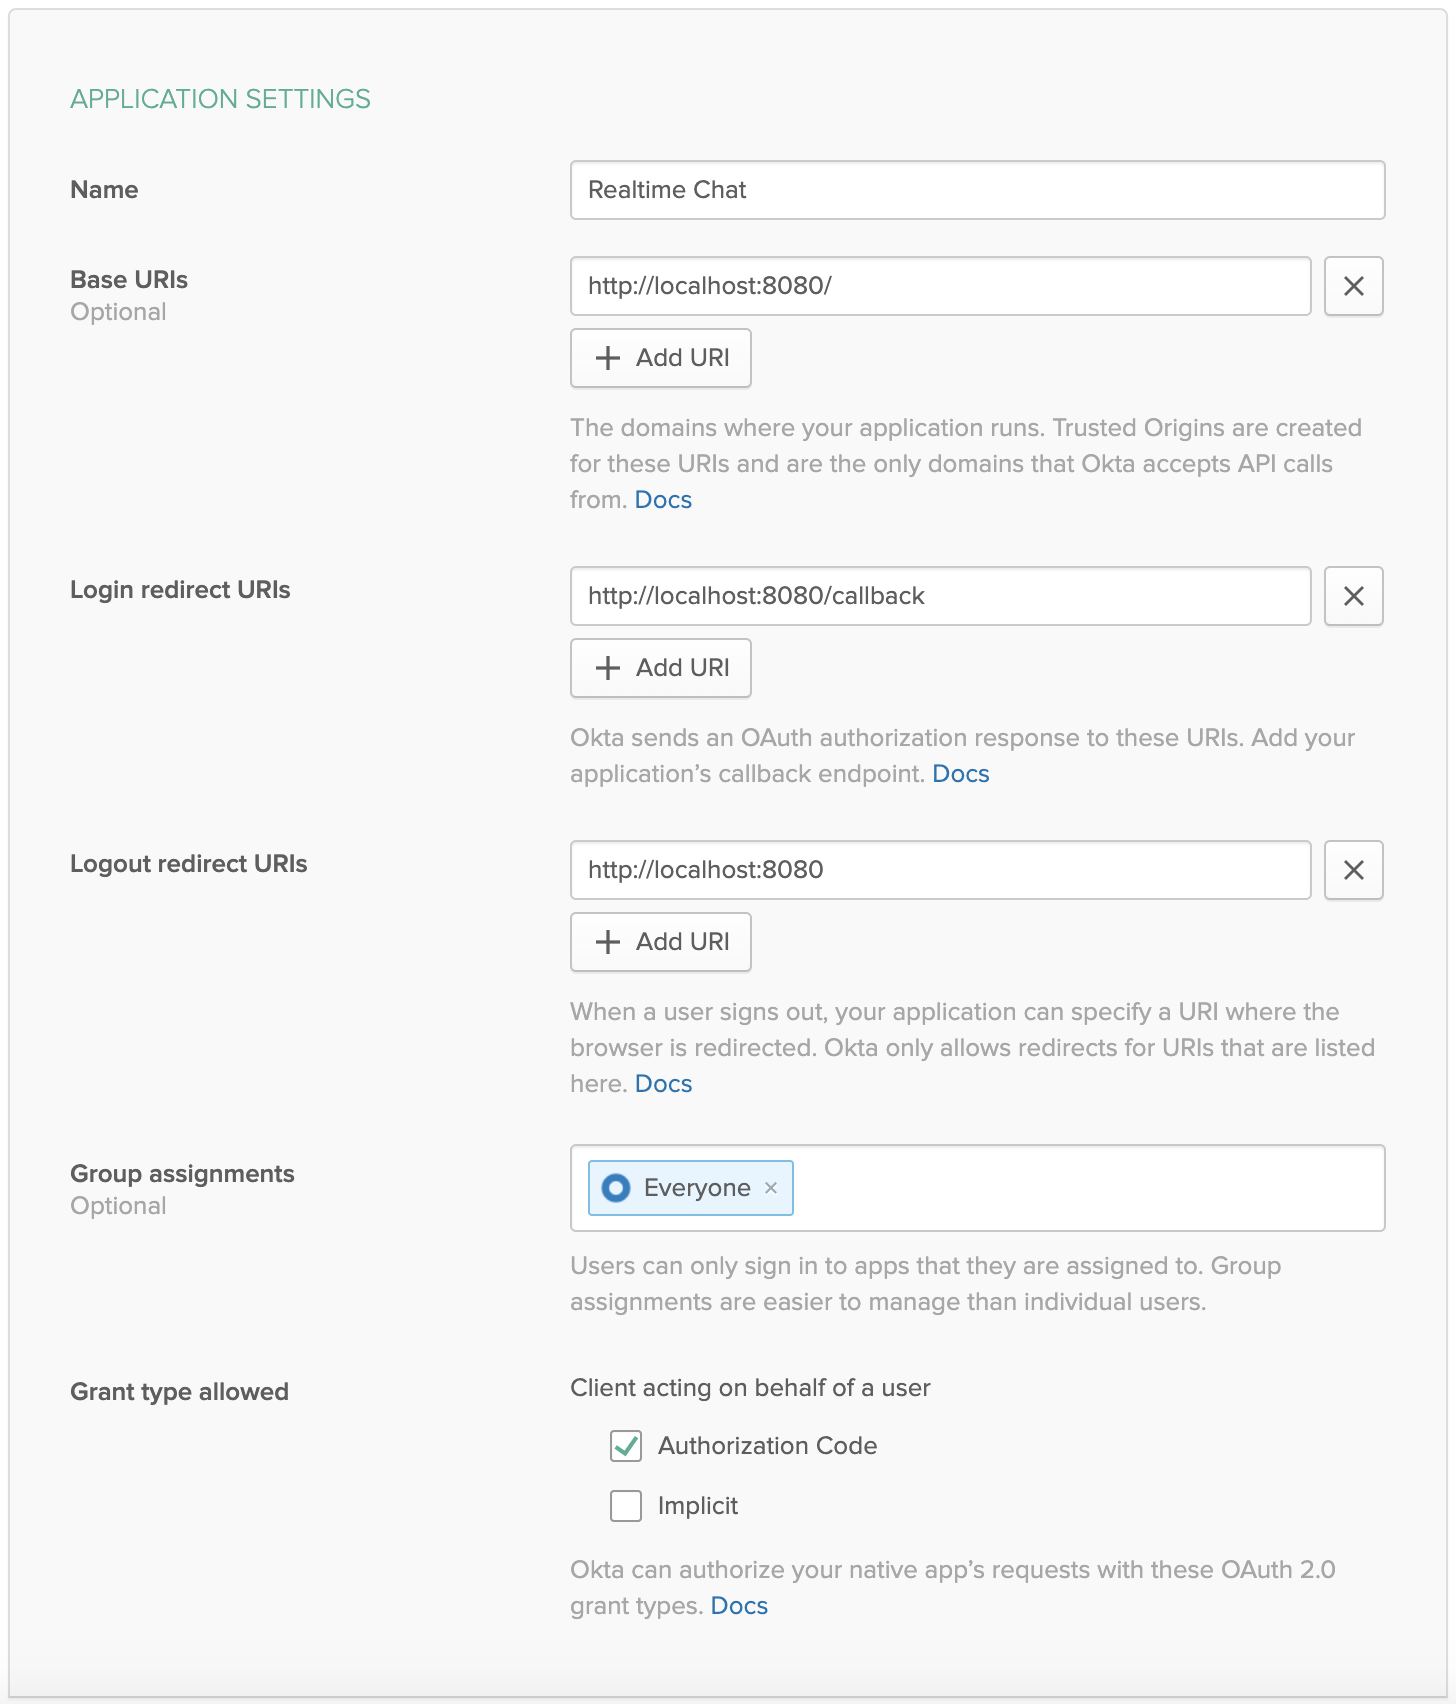 APPLICATION SETTINGS
Name
Realtime Chat
Base URIs
Optional
http://localhost:8080/
Add URI
The domains where your application runs. Trusted Origins are created
for these URIs and are the only domains that Okta accepts API calls
from. Docs
Login redirect URIs
http://localhost:8080/callback
Add URI
Okta sends an OAuth authorization response to these URIs. Add your
application’s callback endpoint. Docs
Logout redirect URIs
http://localhost:8080
Add URI
When a user signs out, your application can specify a URI where the
browser is redirected. Okta only allows redirects for URIs that are listed
here. Docs
Group assignments
Optional
Everyone
Users can only sign in to apps that they are assigned to. Group
assignments are easier to manage than individual users.
Grant type allowed
Client acting on behalf of a user
Authorization Code
Implicit
Okta can authorize your native app’s requests with these OAuth 2.0
grant types. Docs